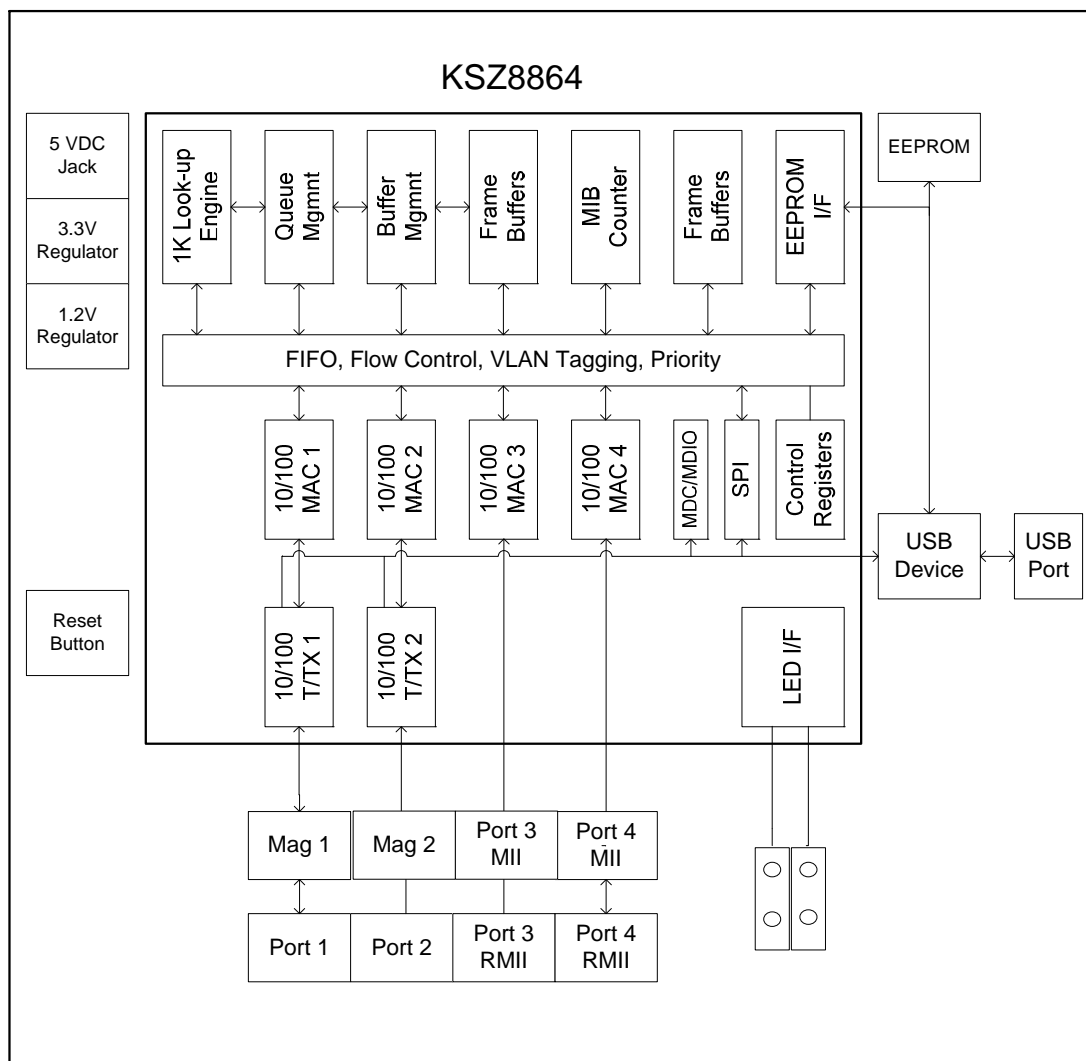 KSZ8864
5 VDC
Jack
3.3V
Regulator
1.2V
Regulator
Reset
Button
1K Look-up
Engine
Queue
Mgmnt
Buffer
Mgmnt
Frame
Buffers
MIB
Counter
Frame
Buffers
EEPROM
I/F
EEPROM
FIFO, Flow Control, VLAN Tagging, Priority
10/100
MAC 1
10/100
MAC 2
10/100
MAC 3
10/100
MAC 4
MDC/MDIO
SPI
Control
Registers
USB
Device
USB
Port
10/100
T/TX 1
10/100
T/TX 2
LED I/F
Mag 1
Mag 2
Port 3
MII
Port 4
MII
Port 1
Port 2
Port 3
RMII
Port 4
RMII